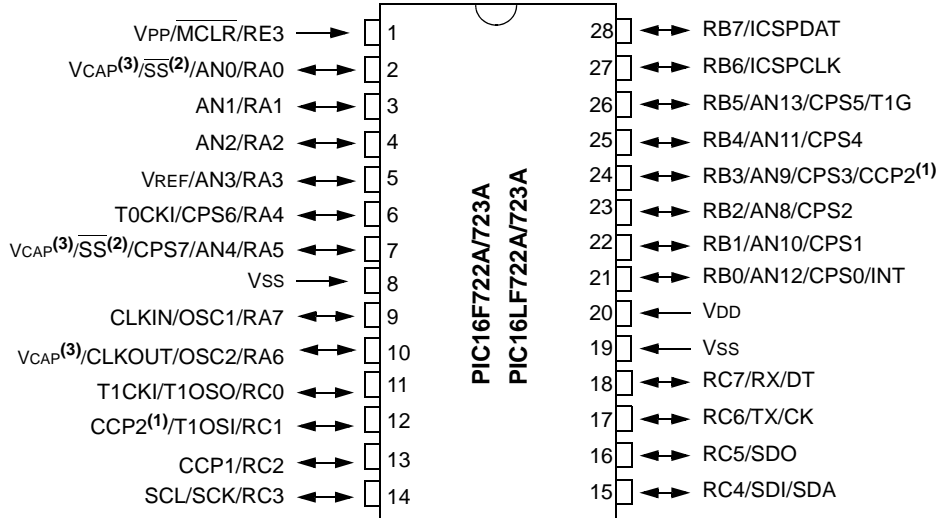 VPP/MCLR/RE3 1 28 RB7/ICSPDAT
VCAP(3)/SS(2)/AN0/RA0 2 27 RB6/ICSPCLK
AN1/RA1 3 26 RB5/AN13/CPS5/T1G
AN2/RA2 4 25 RB4/AN11/CPS4
VREF/AN3/RA3 5 24 RB3/AN9/CPS3/CCP2(1)
T0CKI/CPS6/RA4 6 23 RB2/AN8/CPS2
VCAP(3)/SS(2)/CPS7/AN4/RA5 7 22 RB1/AN10/CPS1
VSS 8 21 RB0/AN12/CPS0/INT
CLKIN/OSC1/RA7 9 20 VDD
VCAP(3)/CLKOUT/OSC2/RA6 10 19 VSS
T1CKI/T1OSO/RC0 11 18 RC7/RX/DT
CCP2(1)/T1OSI/RC1 12 17 RC6/TX/CK
CCP1/RC2 13 16 RC5/SDO
SCL/SCK/RC3 14 15 RC4/SDI/SDA
PIC16F722A/723A
PIC16LF722A/723A